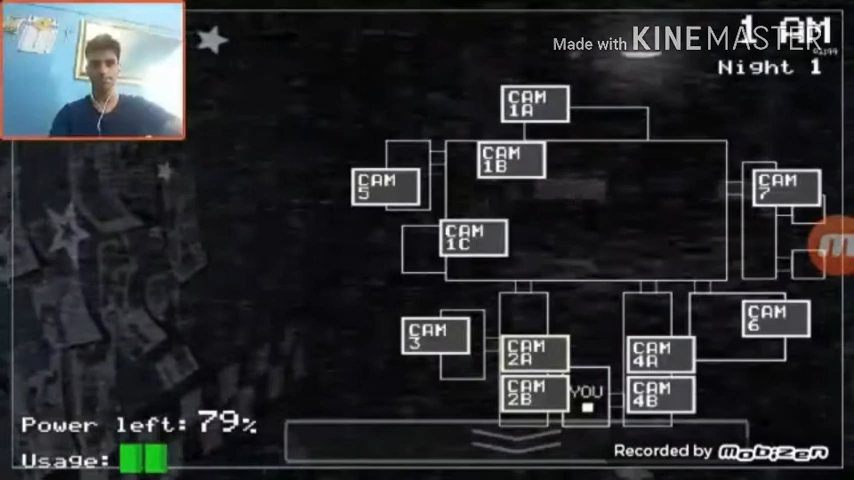 1 AM
Made with KINEMASTER
Night 1
CAM
1A
CAM
1B
CAM
5
CAM
7
CAM
1C
CAM
3
CAM
2A
CAM
4A
CAM
6
CAM
2B
YOU
CAM
4B
Power left: 79%
Usage:
Recorded by mobizen